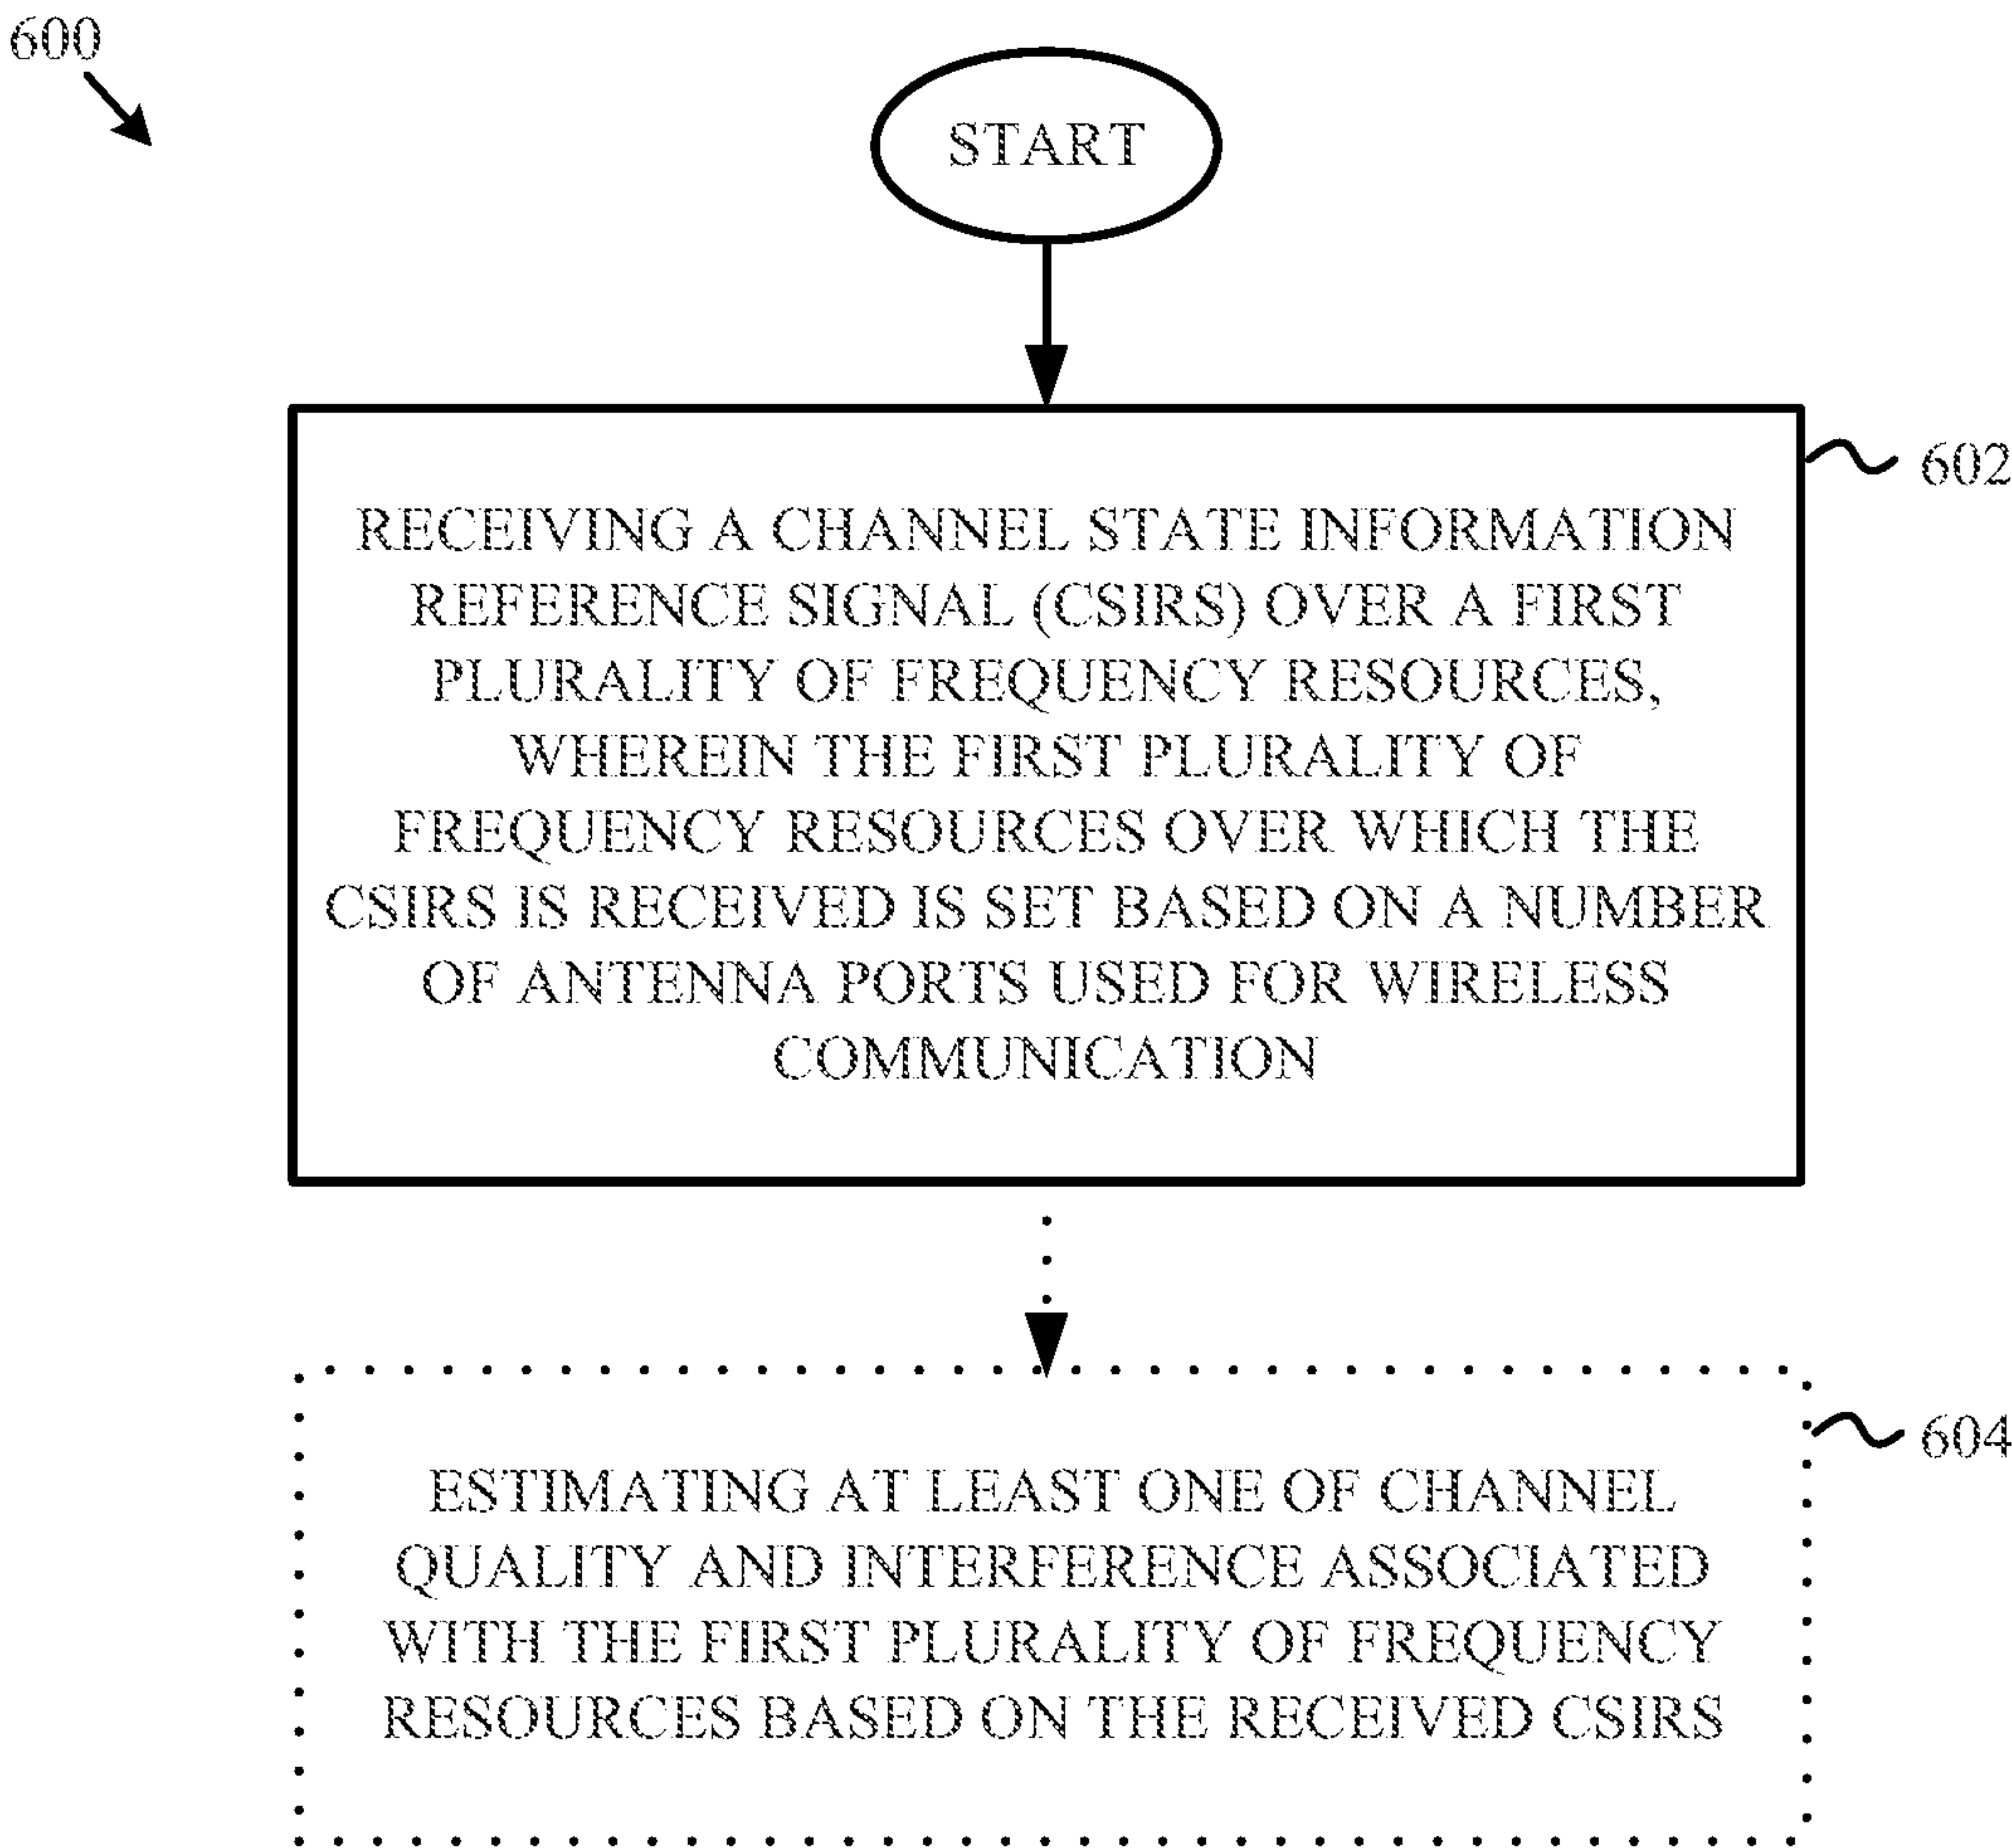 600
START
602
RECEIVING A CHANNEL STATE INFORMATION
REFERENCE SIGNAL (CSIRS) OVER A FIRST
PLURALITY OF FREQUENCY RESOURCES,
WHEREIN THE FIRST PLURALITY OF
FREQUENCY RESOURCES OVER WHICH THE
CSIRS IS RECEIVED IS SET BASED ON A NUMBER
OF ANTENNA PORTS USED FOR WIRELESS
COMMUNICATION
604
ESTIMATING AT LEAST ONE OF CHANNEL
QUALITY AND INTERFERENCE ASSOCIATED
WITH THE FIRST PLURALITY OF FREQUENCY
RESOURCES BASED ON THE RECEIVED CSIRS